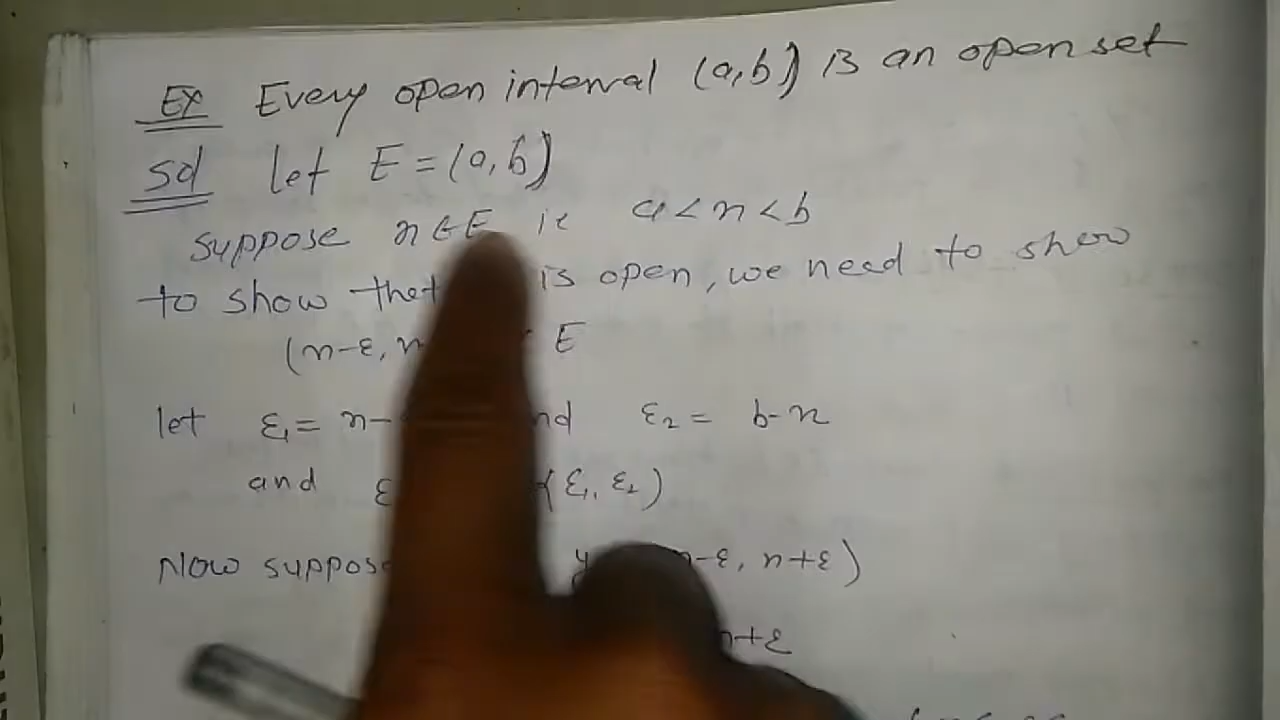 Ex Every open interval (a,b) is an open set
Sol let E = (a,b)
suppose n ∈ E ie a < n < b
to show that is open, we need to show
(n-ε, n E
let ε₁ = n- nd ε₂ = b-n
and ε (ε₁, ε₂)
Now suppose y n-ε, n+ε)
n+ε